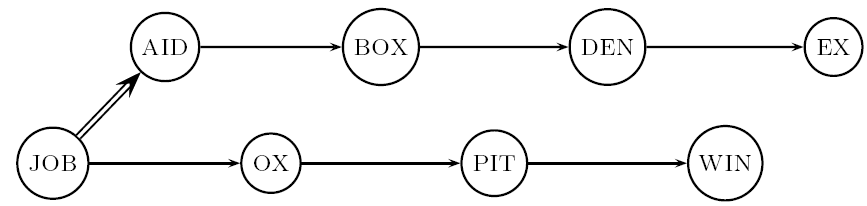 AID BOX DEN EX
JOB OX PIT WIN